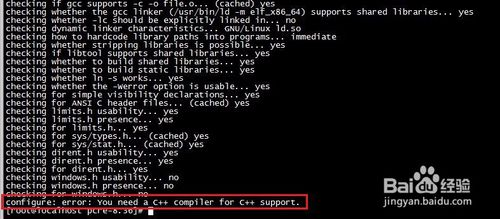 checking if gcc supports -c -o file.o... (cached) yes
checking whether the gcc linker (/usr/bin/ld -m elf_x86_64) supports shared libraries... yes
checking whether -lc should be explicitly linked in... no
checking dynamic linker characteristics... GNU/Linux ld.so
checking how to hardcode library paths into programs... immediate
checking whether stripping libraries is possible... yes
checking if libtool supports shared libraries... yes
checking whether to build shared libraries... yes
checking whether to build static libraries... yes
checking whether ln -s works... yes
checking whether the -Werror option is usable... yes
checking for simple visibility declarations... yes
checking for ANSI C header files... (cached) yes
checking limits.h usability... yes
checking limits.h presence... yes
checking for limits.h... yes
checking for sys/types.h... (cached) yes
checking for sys/stat.h... (cached) yes
checking dirent.h usability... yes
checking dirent.h presence... yes
checking for dirent.h... yes
checking windows.h usability... no
checking windows.h presence... no
checking for windows.h... no
configure: error: You need a C++ compiler for C++ support.
[root@localhost pcre-8.36]#
Baidu 经验
jingyan.baidu.com